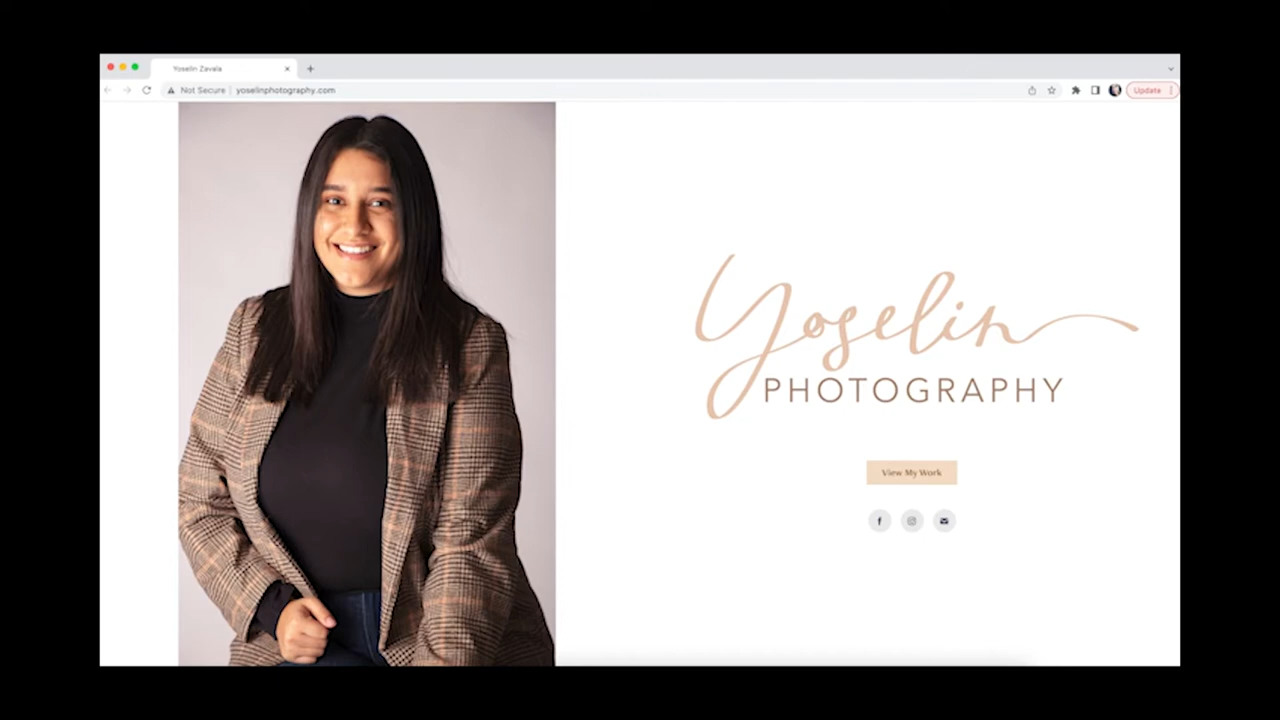 Yoselin Zavala
Not Secure | yoselinphotography.com
Update
Yoselin
PHOTOGRAPHY
View My Work